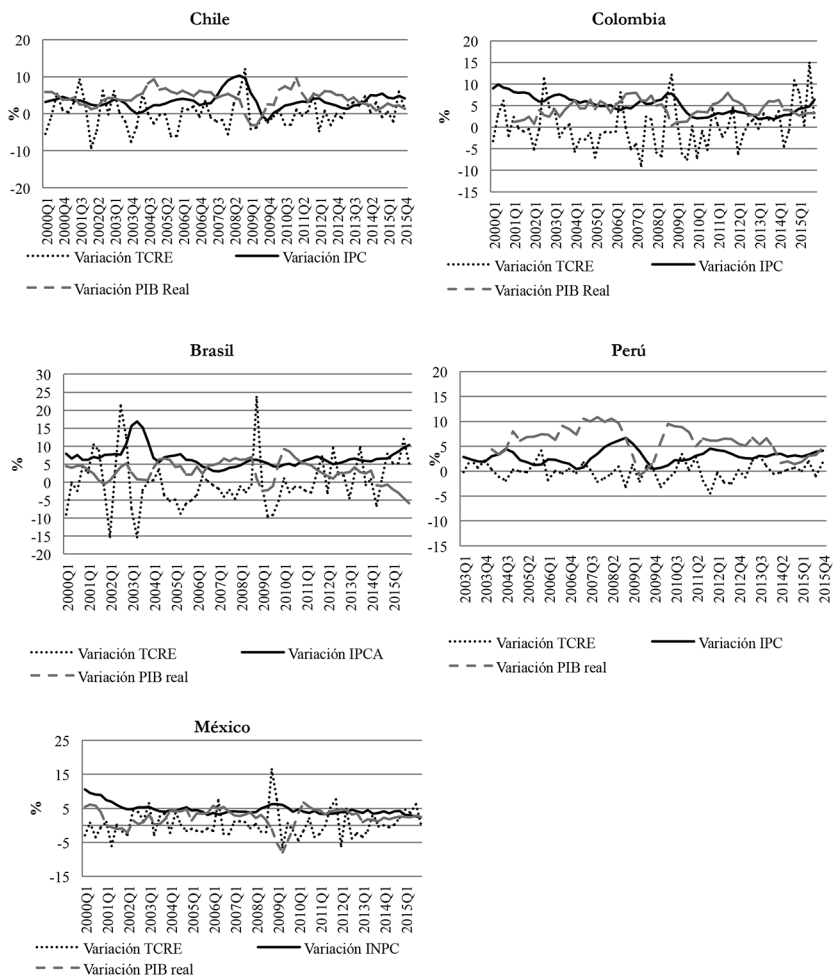 Chile
%
20
10
0
-10
-20
2000Q1
2000Q4
2001Q3
2002Q2
2003Q1
2003Q4
2004Q3
2005Q2
2006Q1
2006Q4
2007Q3
2008Q2
2009Q1
2009Q4
2010Q3
2011Q2
2012Q1
2012Q4
2013Q3
2014Q2
2015Q1
2015Q4
Variación TCRE
Variación IPC
Variación PIB Real
Colombia
%
20
15
10
5
0
-5
-10
-15
2000Q1
2001Q1
2002Q1
2003Q1
2004Q1
2005Q1
2006Q1
2007Q1
2008Q1
2009Q1
2010Q1
2011Q1
2012Q1
2013Q1
2014Q1
2015Q1
Variación TCRE
Variación IPC
Variación PIB Real
Brasil
%
30
25
20
15
10
5
0
-5
-10
-15
-20
2000Q1
2001Q1
2002Q1
2003Q1
2004Q1
2005Q1
2006Q1
2007Q1
2008Q1
2009Q1
2010Q1
2011Q1
2012Q1
2013Q1
2014Q1
2015Q1
Variación TCRE
Variación IPCA
Variación PIB real
Perú
%
20
15
10
5
0
-5
-10
-15
2003Q1
2003Q4
2004Q3
2005Q2
2006Q1
2006Q4
2007Q3
2008Q2
2009Q1
2009Q4
2010Q3
2011Q2
2012Q1
2012Q4
2013Q3
2014Q2
2015Q1
2015Q4
Variación TCRE
Variación IPC
Variación PIB real
México
%
25
15
5
-5
-15
2000Q1
2001Q1
2002Q1
2003Q1
2004Q1
2005Q1
2006Q1
2007Q1
2008Q1
2009Q1
2010Q1
2011Q1
2012Q1
2013Q1
2014Q1
2015Q1
Variación TCRE
Variación INPC
Variación PIB real